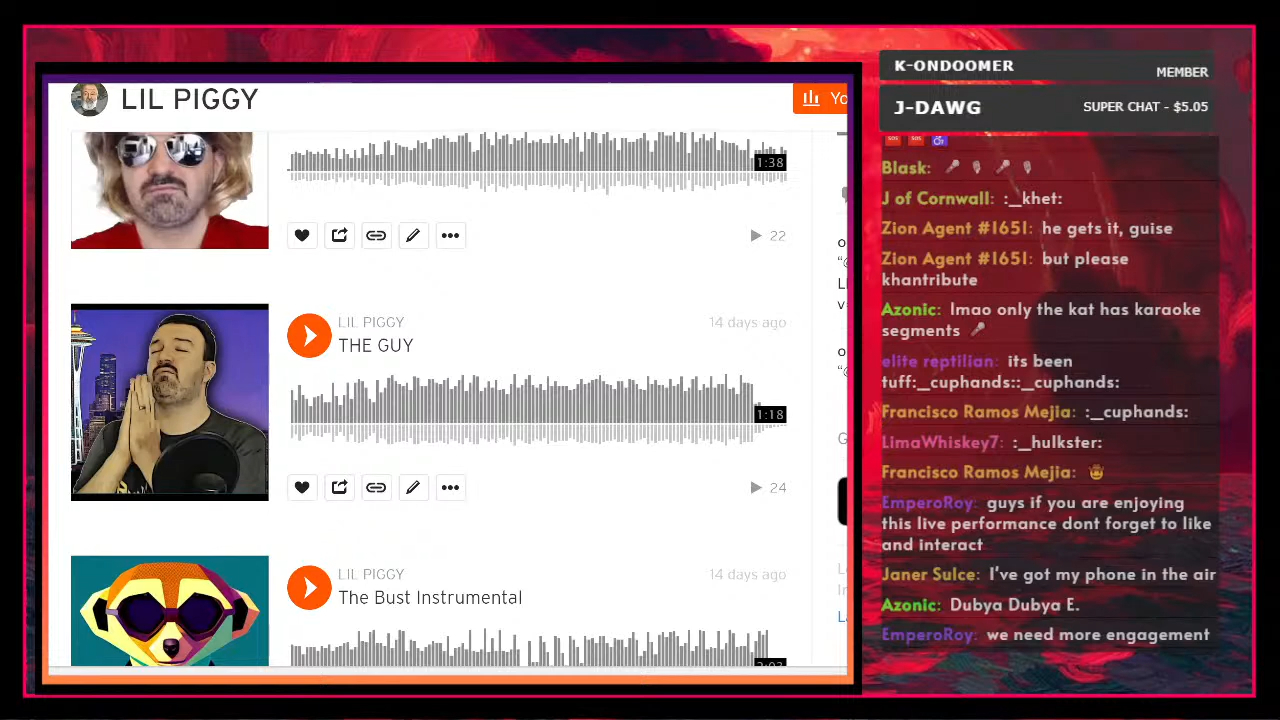 LIL PIGGY
Yo
1:38
22
LIL PIGGY
14 days ago
THE GUY
1:18
24
LIL PIGGY
14 days ago
The Bust Instrumental
K-ONDOOMER
MEMBER
J-DAWG
SUPER CHAT - $5.05
Blask:
J of Cornwall: :_khet:
Zion Agent #1651: he gets it, guise
Zion Agent #1651: but please
khantribute
Azonic: lmao only the kat has karaoke
segments
elite reptilian: its been
tuff:_cuphands::_cuphands:
Francisco Ramos Mejia: :_cuphands:
LimaWhiskey7: :_hulkster:
Francisco Ramos Mejia:
EmperoRoy: guys if you are enjoying
this live performance dont forget to like
and interact
Janer Sulce: I've got my phone in the air
Azonic: Dubya Dubya E.
EmperoRoy: we need more engagement